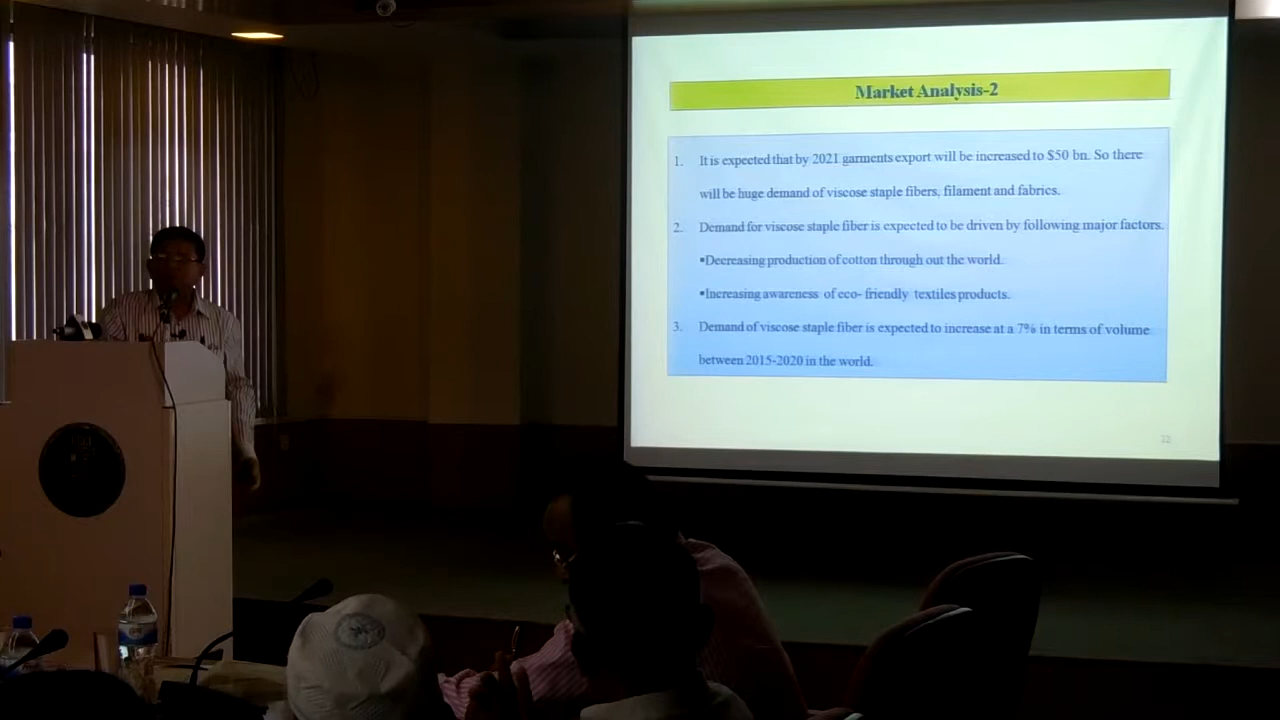 Market Analysis-2
1. It is expected that by 2021 garments export will be increased to $50 bn. So there
will be huge demand of viscose staple fibers, filament and fabrics.
2. Demand for viscose staple fiber is expected to be driven by following major factors.
▪Decreasing production of cotton through out the world.
▪Increasing awareness of eco- friendly textiles products.
3. Demand of viscose staple fiber is expected to increase at a 7% in terms of volume
between 2015-2020 in the world.